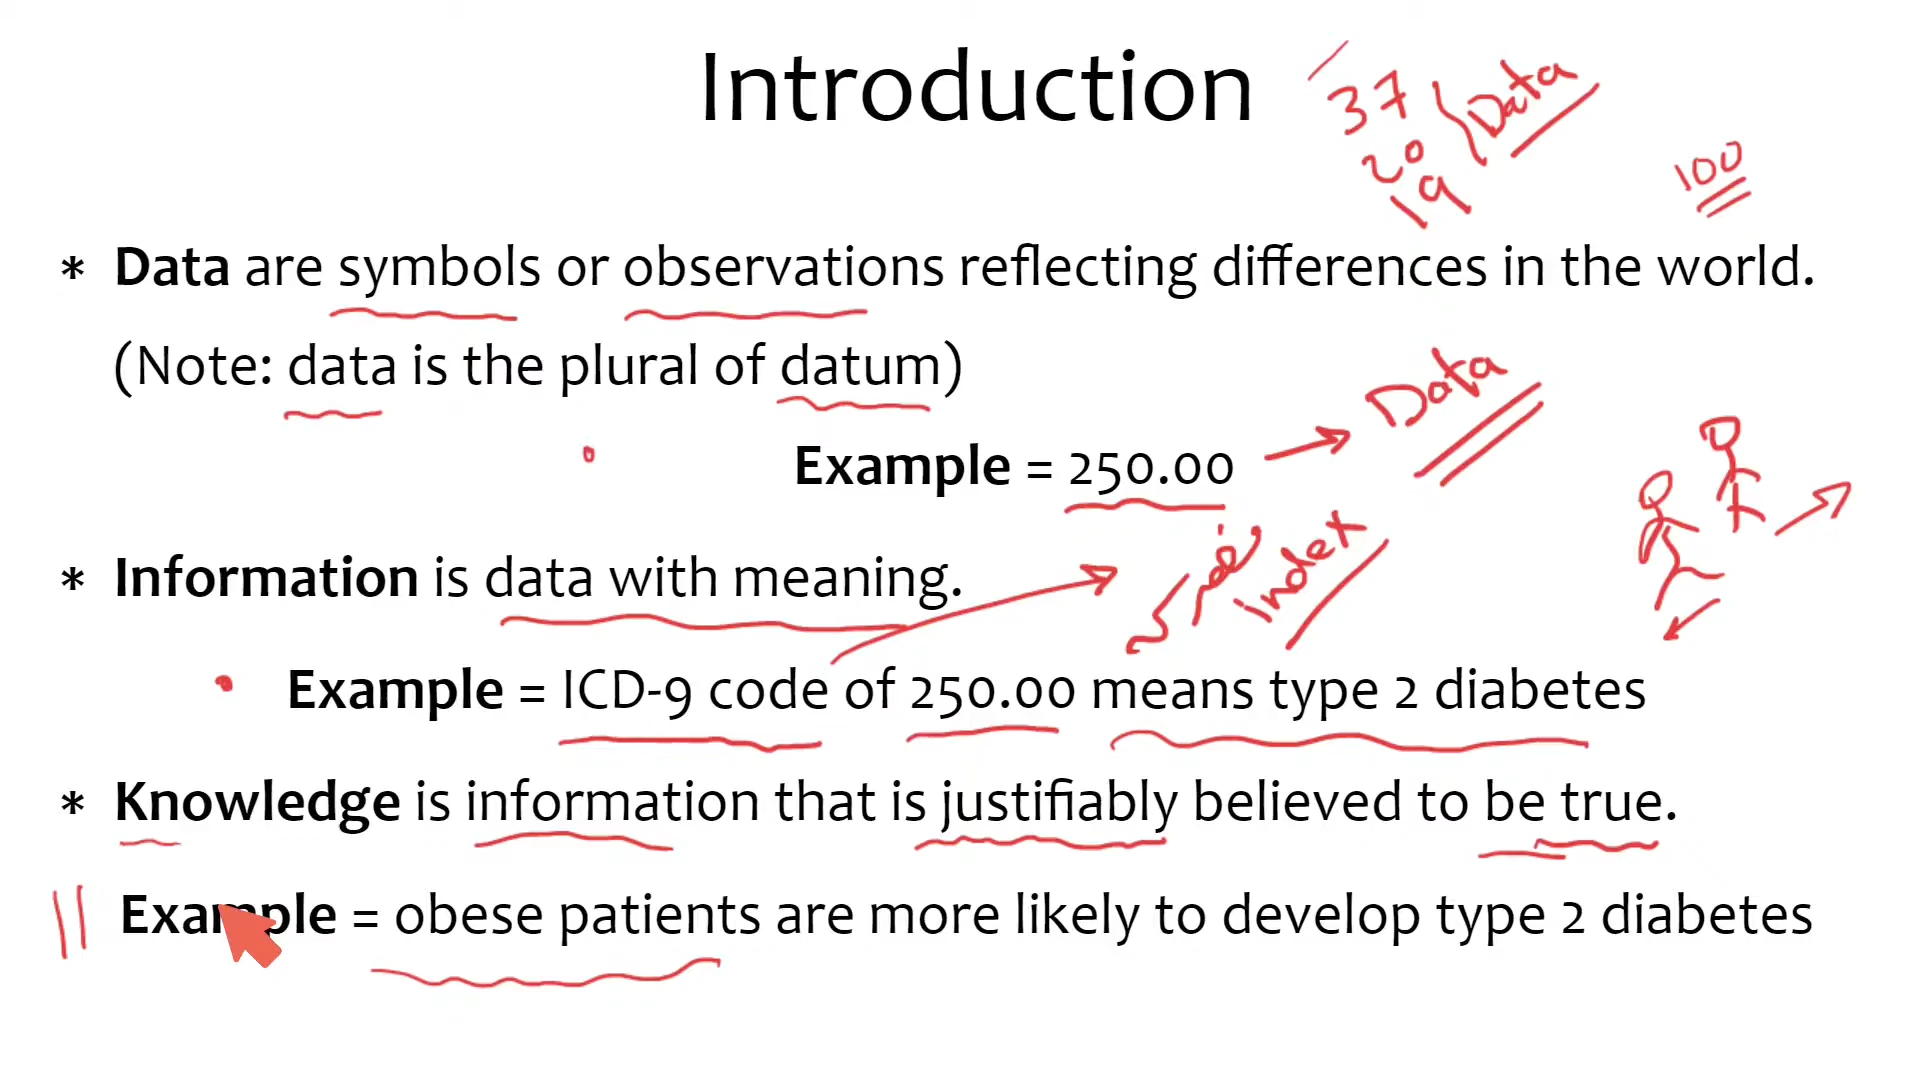 Introduction
37
20
19
Data
100
* Data are symbols or observations reflecting differences in the world.
(Note: data is the plural of datum)
Example = 250.00
Data
* Information is data with meaning.
index
Example = ICD-9 code of 250.00 means type 2 diabetes
* Knowledge is information that is justifiably believed to be true.
Example = obese patients are more likely to develop type 2 diabetes